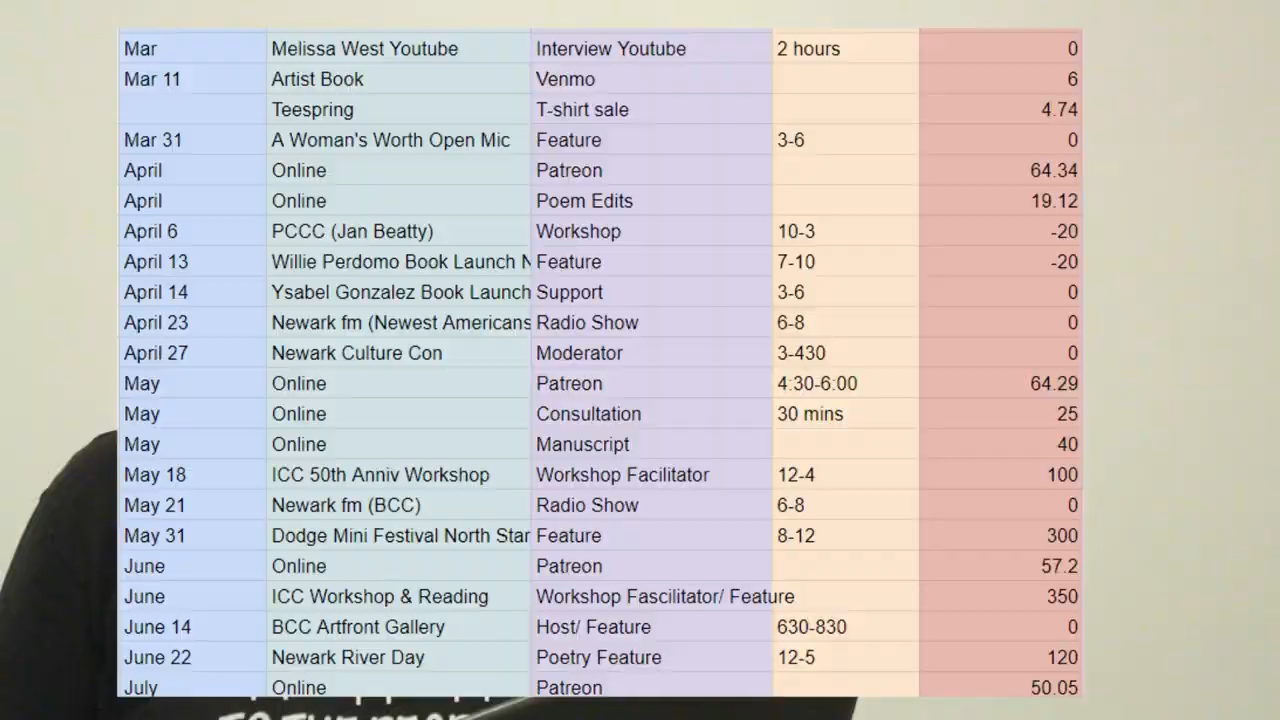 Mar Melissa West Youtube Interview Youtube 2 hours 0
Mar 11 Artist Book Venmo 6
Teespring T-shirt sale 4.74
Mar 31 A Woman's Worth Open Mic Feature 3-6 0
April Online Patreon 64.34
April Online Poem Edits 19.12
April 6 PCCC (Jan Beatty) Workshop 10-3 -20
April 13 Willie Perdomo Book Launch N Feature 7-10 -20
April 14 Ysabel Gonzalez Book Launch Support 3-6 0
April 23 Newark fm (Newest Americans Radio Show 6-8 0
April 27 Newark Culture Con Moderator 3-430 0
May Online Patreon 4:30-6:00 64.29
May Online Consultation 30 mins 25
May Online Manuscript 40
May 18 ICC 50th Anniv Workshop Workshop Facilitator 12-4 100
May 21 Newark fm (BCC) Radio Show 6-8 0
May 31 Dodge Mini Festival North Star Feature 8-12 300
June Online Patreon 57.2
June ICC Workshop & Reading Workshop Fascilitator/ Feature 350
June 14 BCC Artfront Gallery Host/ Feature 630-830 0
June 22 Newark River Day Poetry Feature 12-5 120
July Online Patreon 50.05
TO THE